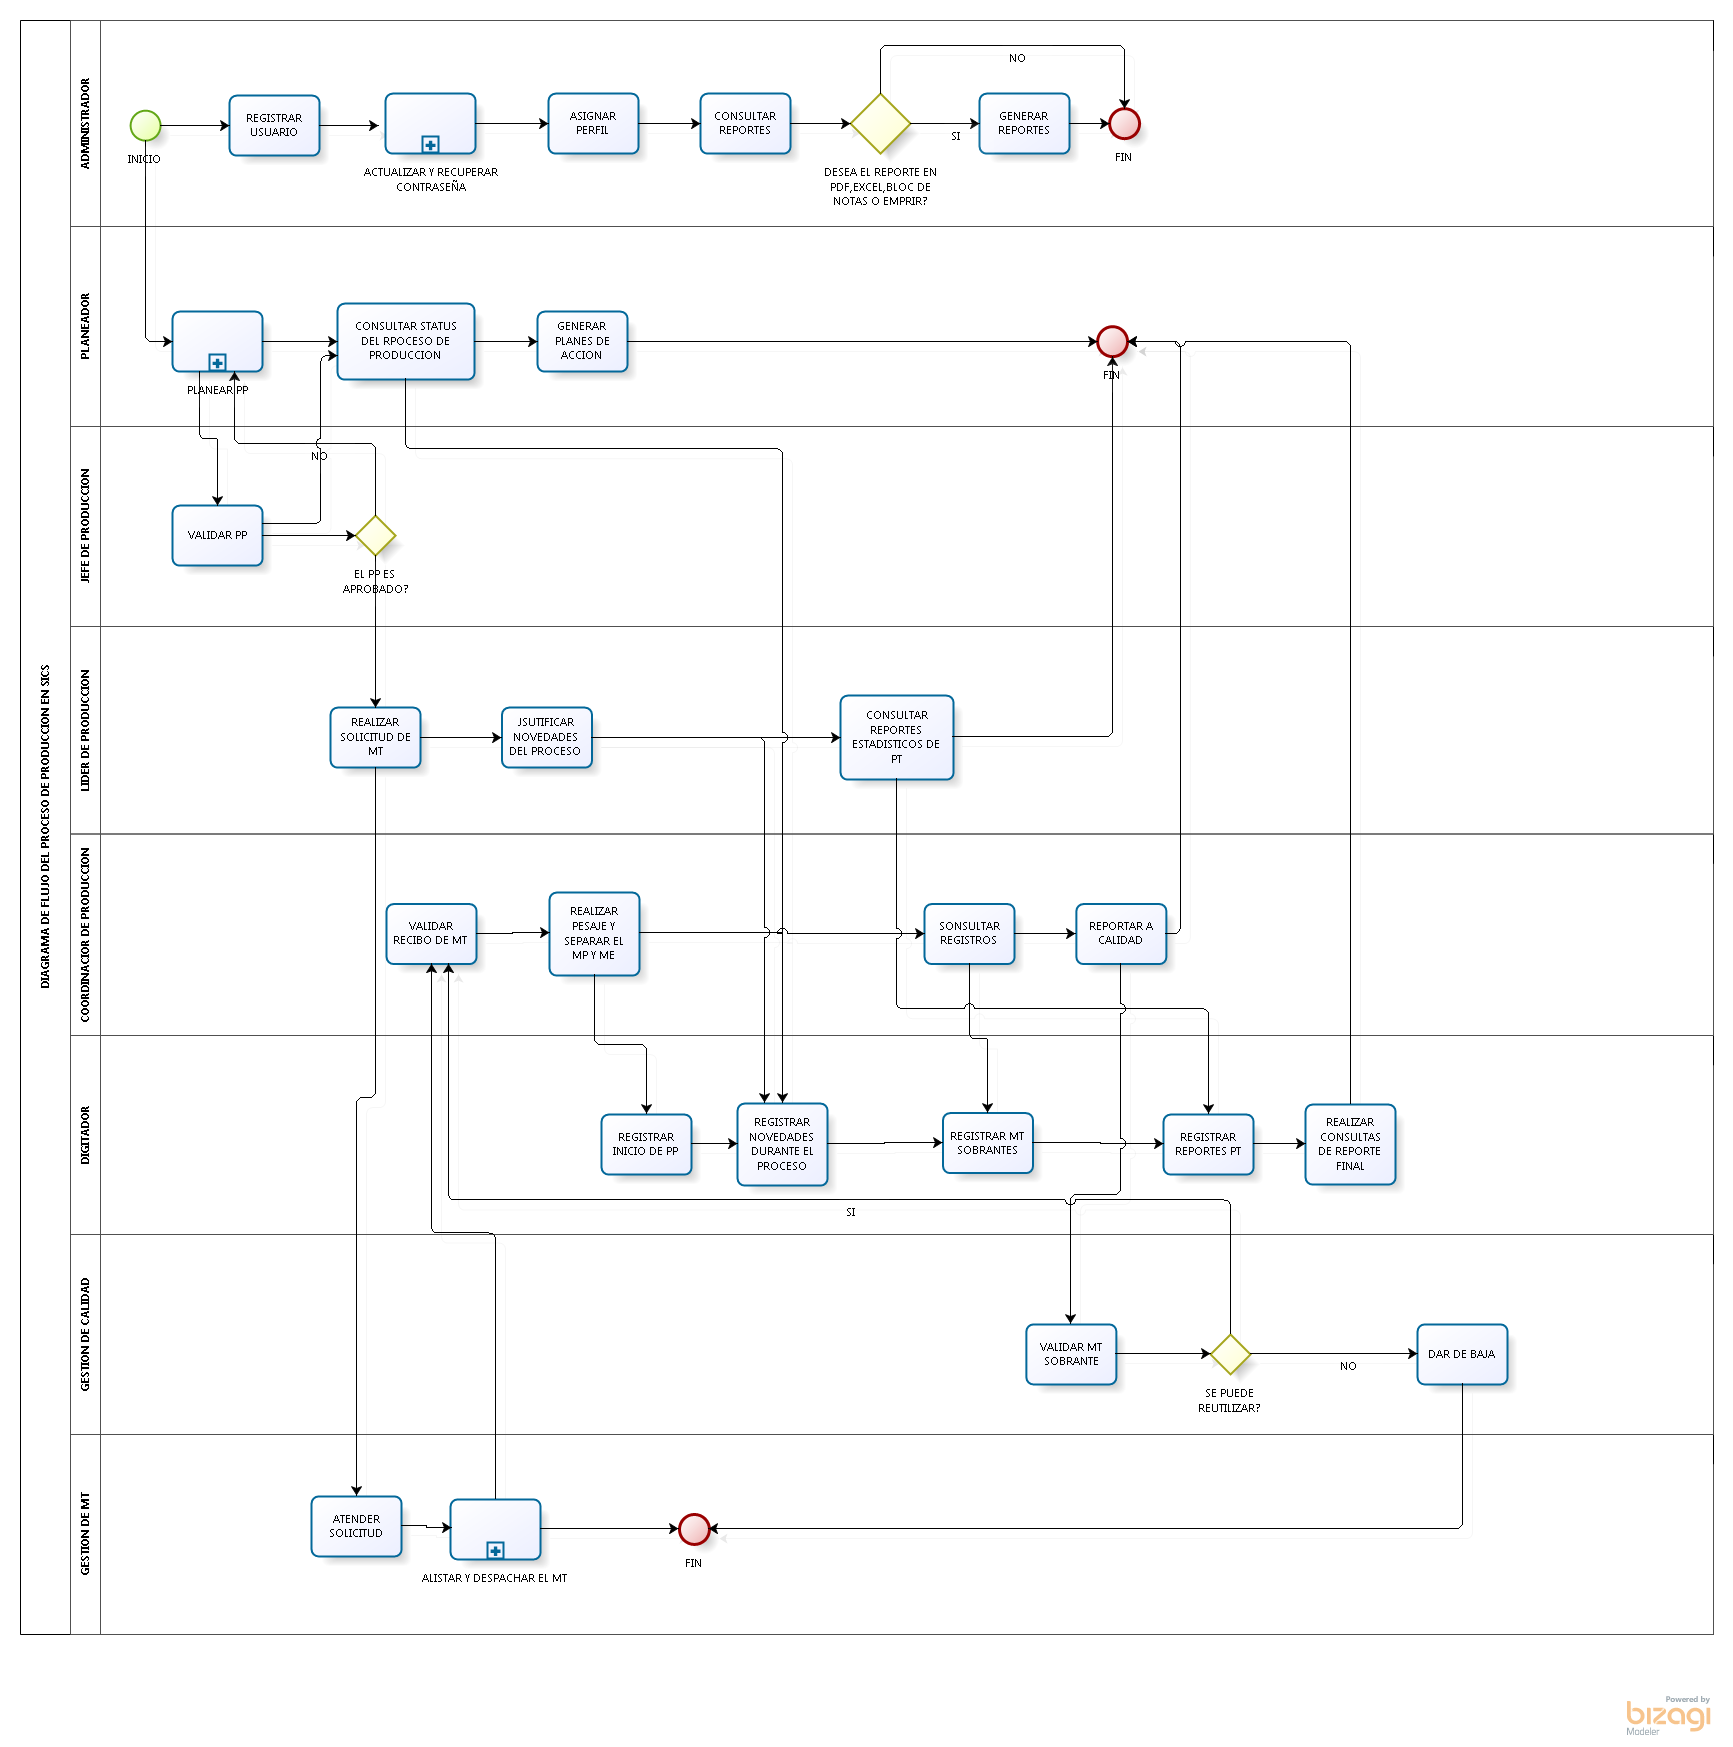 DIAGRAMA DE FLUJO DEL PROCESO DE PRODUCCION EN SICS
ADMINISTRADOR
INICIO
REGISTRAR
USUARIO
ACTUALIZAR Y RECUPERAR
CONTRASEÑA
ASIGNAR
PERFIL
CONSULTAR
REPORTES
DESEA EL REPORTE EN
PDF,EXCEL,BLOC DE
NOTAS O EMPRIR?
NO
SI
GENERAR
REPORTES
FIN
PLANEADOR
PLANEAR PP
CONSULTAR STATUS
DEL RPOCESO DE
PRODUCCION
GENERAR
PLANES DE
ACCION
FIN
JEFE DE PRODUCCION
NO
VALIDAR PP
EL PP ES
APROBADO?
LIDER DE PRODUCCION
REALIZAR
SOLICITUD DE
MT
JSUTIFICAR
NOVEDADES
DEL PROCESO
CONSULTAR
REPORTES
ESTADISTICOS DE
PT
COORDINACIOR DE PRODUCCION
VALIDAR
RECIBO DE MT
REALIZAR
PESAJE Y
SEPARAR EL
MP Y ME
SONSULTAR
REGISTROS
REPORTAR A
CALIDAD
DIGITADOR
REGISTRAR
INICIO DE PP
REGISTRAR
NOVEDADES
DURANTE EL
PROCESO
REGISTRAR MT
SOBRANTES
REGISTRAR
REPORTES PT
REALIZAR
CONSULTAS
DE REPORTE
FINAL
SI
GESTION DE CALIDAD
VALIDAR MT
SOBRANTE
SE PUEDE
REUTILIZAR?
NO
DAR DE BAJA
GESTION DE MT
ATENDER
SOLICITUD
ALISTAR Y DESPACHAR EL MT
FIN
Powered by
bizagi
Modeler